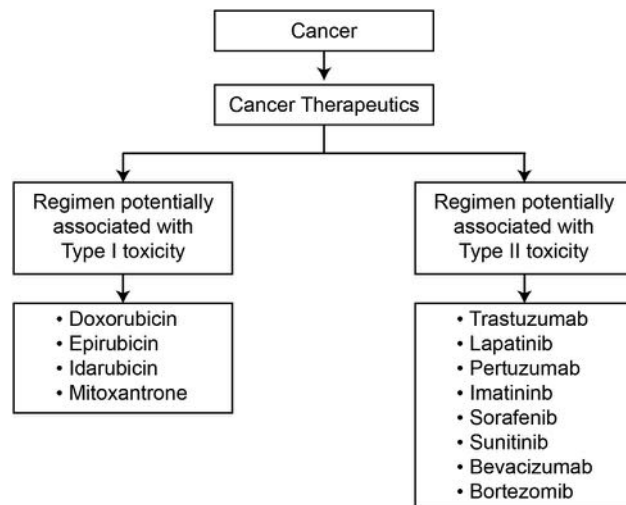 Cancer
Cancer Therapeutics
Regimen potentially
associated with
Type I toxicity
Regimen potentially
associated with
Type II toxicity
• Doxorubicin
• Epirubicin
• Idarubicin
• Mitoxantrone
• Trastuzumab
• Lapatinib
• Pertuzumab
• Imatininb
• Sorafenib
• Sunitinib
• Bevacizumab
• Bortezomib